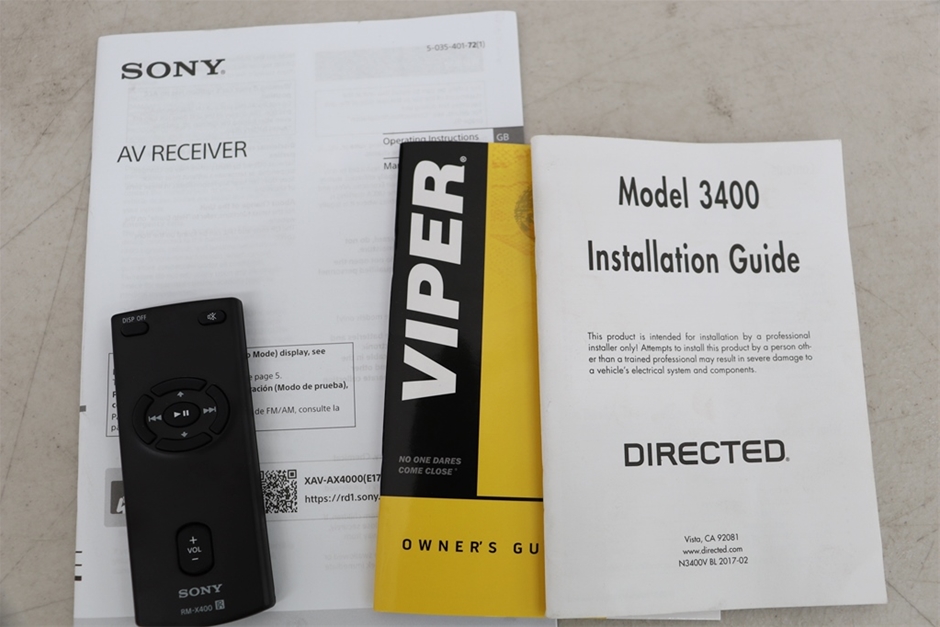 5-035-401-72(1)
SONY®
AV RECEIVER
Operating Instructions
GB
o Mode) display, see
page 5.
ación (Modo de prueba),
de FM/AM, consulte la
XAV-AX4000(E17
https://rd1.sony.
DISP OFF
+
VOL
–
SONY
RM-X400
VIPER®
NO ONE DARES
COME CLOSE®
OWNER'S GU
Model 3400
Installation Guide
This product is intended for installation by a professional
installer only! Attempts to install this product by a person oth-
er than a trained professional may result in severe damage to
a vehicle's electrical system and components.
DIRECTED®
Vista, CA 92081
www.directed.com
N3400V BL 2017-02